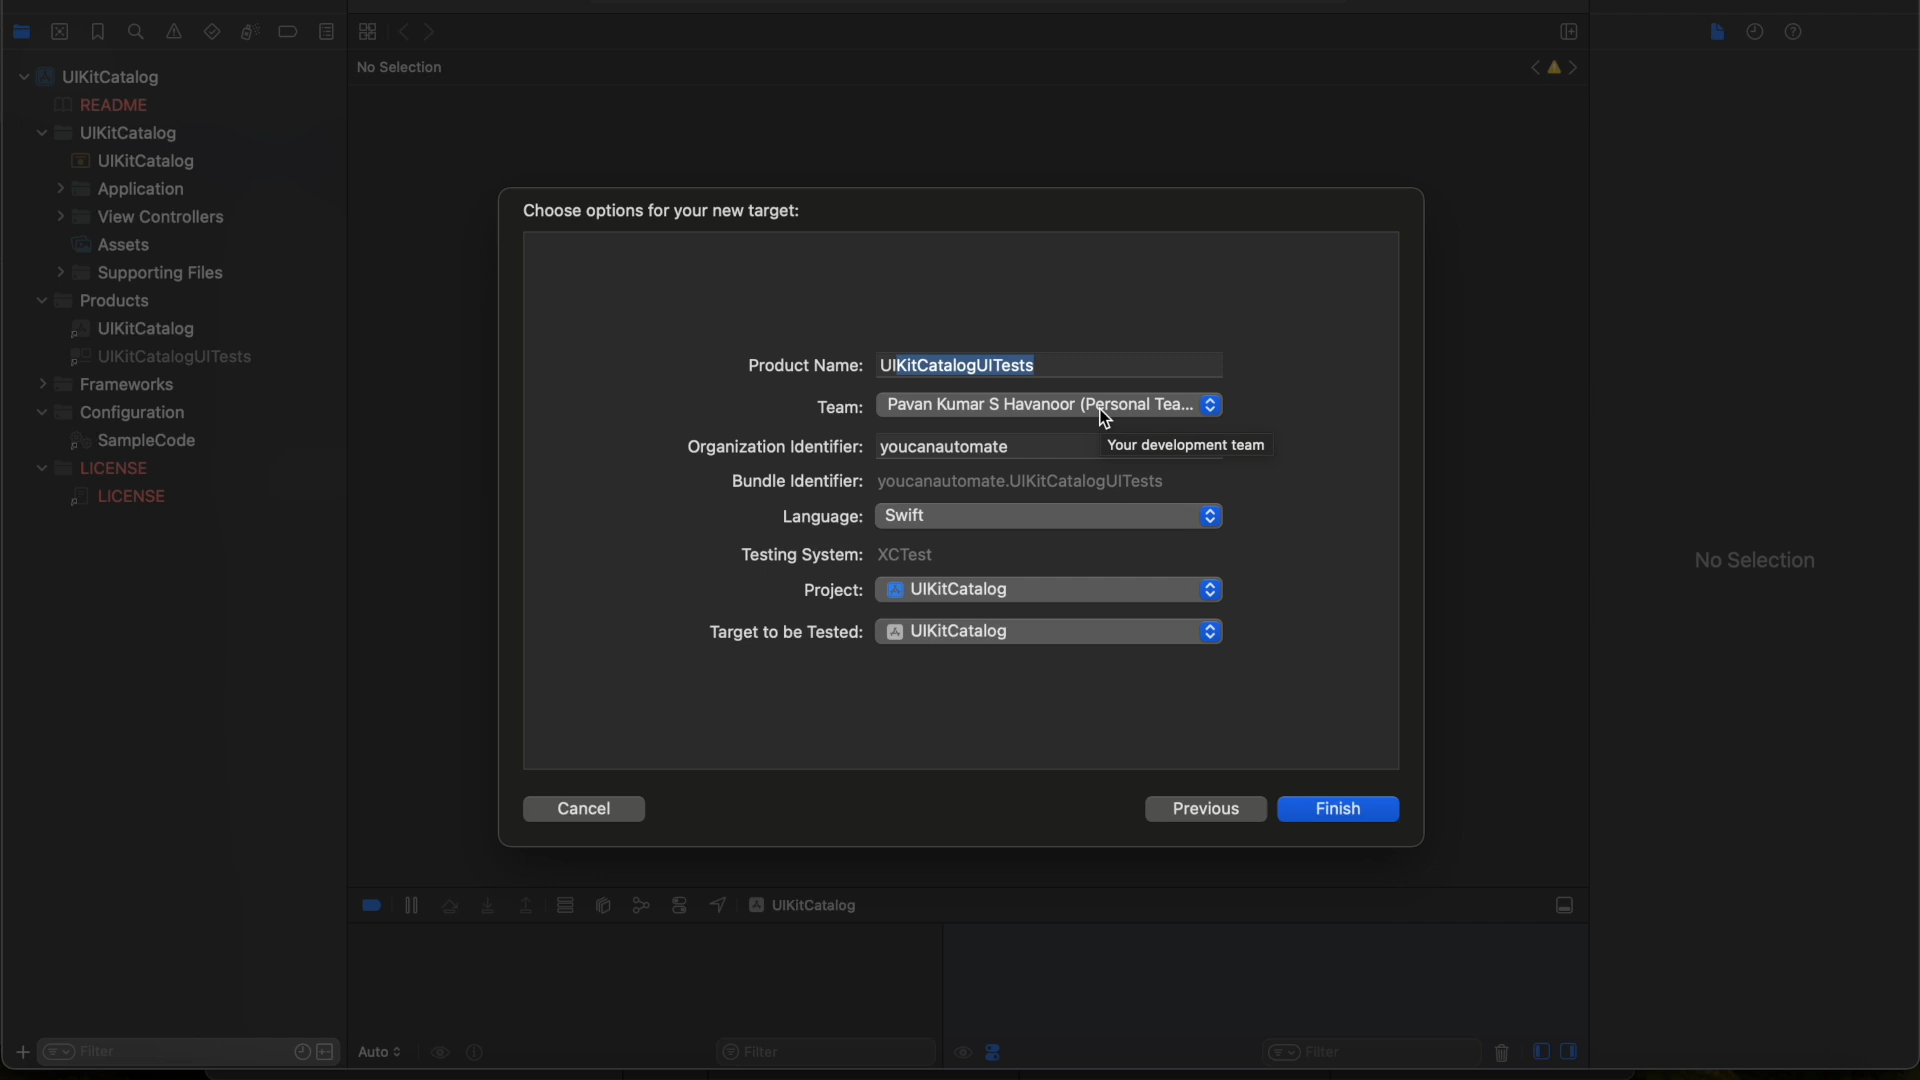 No Selection
UIKitCatalog
README
UIKitCatalog
UIKitCatalog
Application
View Controllers
Assets
Supporting Files
Products
UIKitCatalog
UIKitCatalogUITests
Frameworks
Configuration
SampleCode
LICENSE
LICENSE
Choose options for your new target:
Product Name: UIKitCatalogUITests
Team: Pavan Kumar S Havanoor (Personal Tea...
Organization Identifier: youcanautomate
Your development team
Bundle Identifier: youcanautomate.UIKitCatalogUITests
Language: Swift
Testing System: XCTest
Project: UIKitCatalog
Target to be Tested: UIKitCatalog
Cancel
Previous
Finish
No Selection
UIKitCatalog
Filter
Auto
Filter
Filter